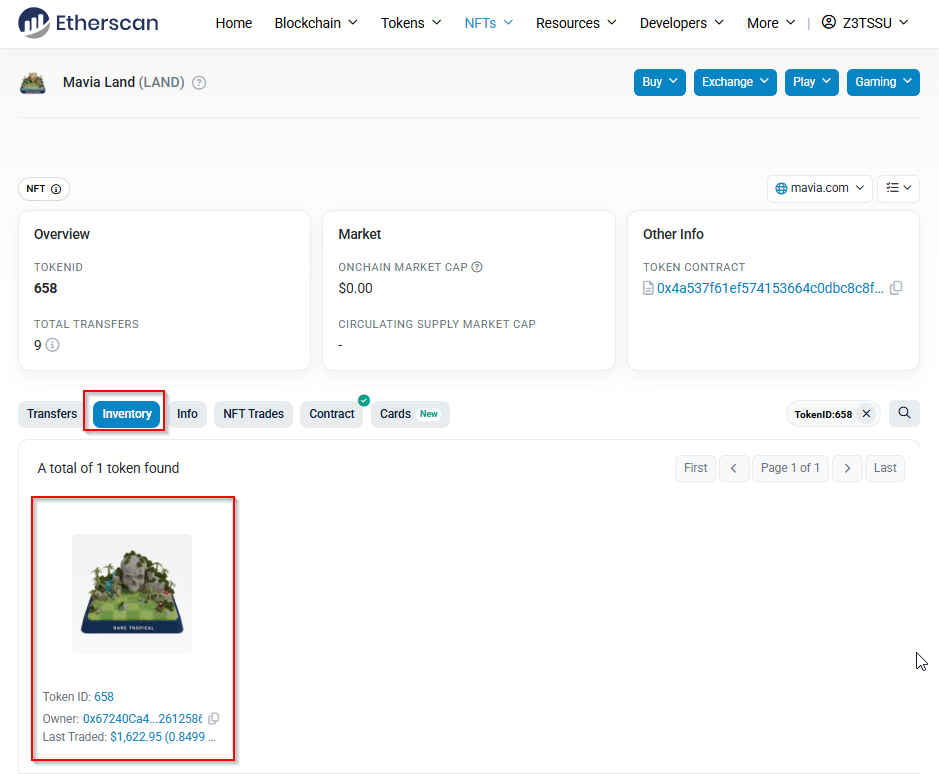 Etherscan
Home Blockchain Tokens NFTs Resources Developers More | Z3TSSU
Mavia Land (LAND)
Buy Exchange Play Gaming
NFT
mavia.com
Overview
TOKENID
658
TOTAL TRANSFERS
9
Market
ONCHAIN MARKET CAP
$0.00
CIRCULATING SUPPLY MARKET CAP
-
Other Info
TOKEN CONTRACT
0x4a537f61ef574153664c0dbc8c8f...
Transfers Inventory Info NFT Trades Contract Cards New
TokenID:658
A total of 1 token found
First Page 1 of 1 Last
RARE TROPICAL
Token ID: 658
Owner: 0x67240Ca4...2612586
Last Traded: $1,622.95 (0.8499 ...